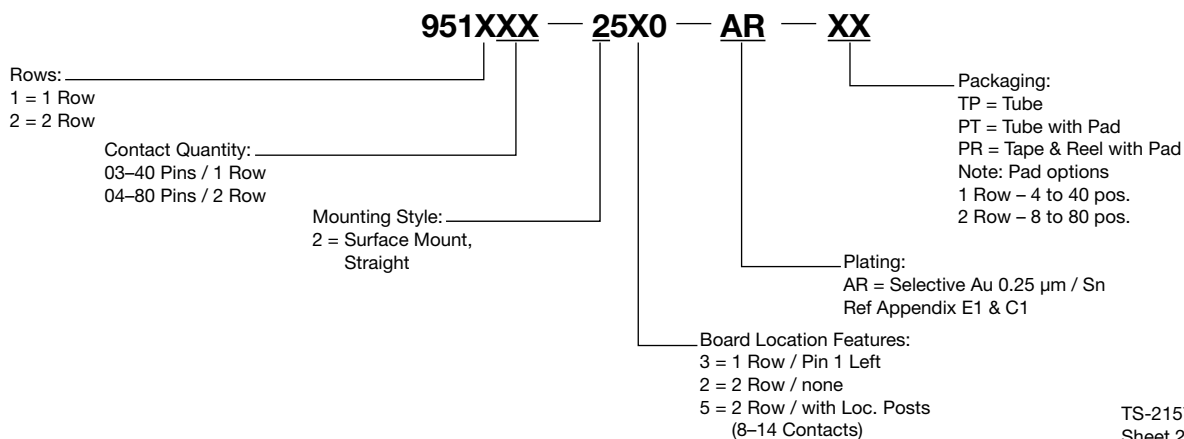 951XXX — 25X0 — AR — XX
Rows:
1 = 1 Row
2 = 2 Row
Contact Quantity:
03–40 Pins / 1 Row
04–80 Pins / 2 Row
Mounting Style:
2 = Surface Mount,
Straight
Packaging:
TP = Tube
PT = Tube with Pad
PR = Tape & Reel with Pad
Note: Pad options
1 Row – 4 to 40 pos.
2 Row – 8 to 80 pos.
Plating:
AR = Selective Au 0.25 µm / Sn
Ref Appendix E1 & C1
Board Location Features:
3 = 1 Row / Pin 1 Left
2 = 2 Row / none
5 = 2 Row / with Loc. Posts
(8–14 Contacts)
Sheet 2